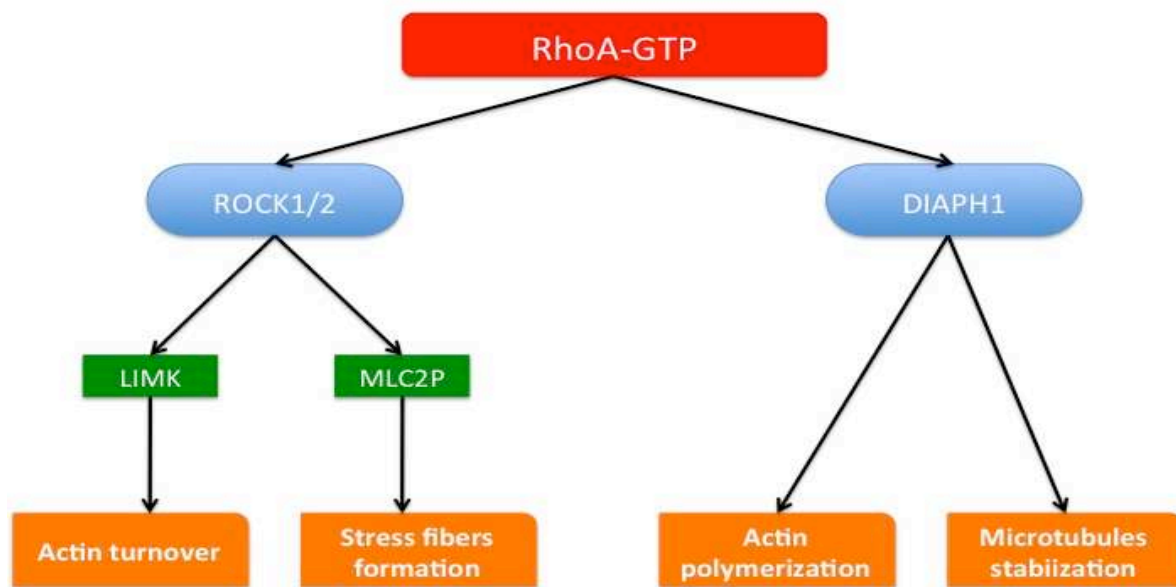 RhoA-GTP
ROCK1/2
DIAPH1
LIMK
MLC2P
Actin turnover
Stress fibers
formation
Actin
polymerization
Microtubules
stabiization